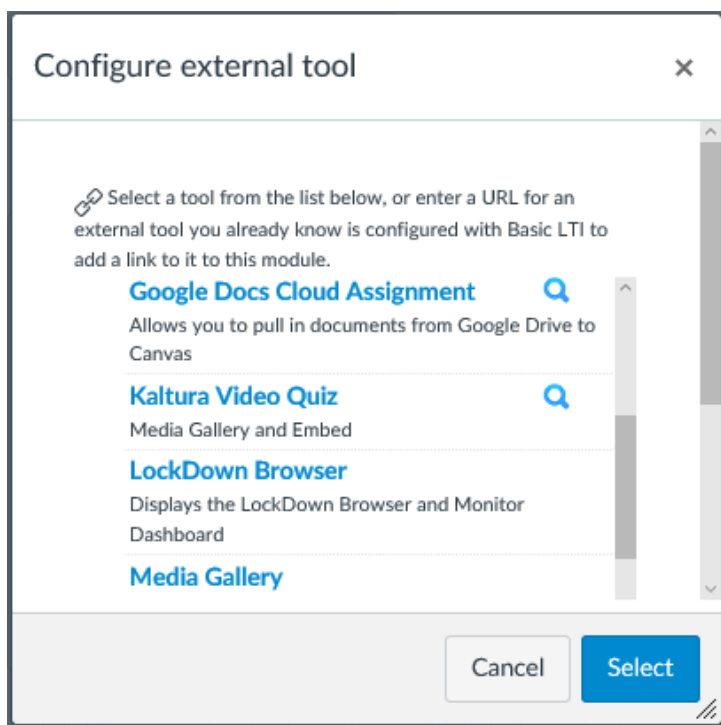 Configure external tool
Select a tool from the list below, or enter a URL for an
external tool you already know is configured with Basic LTI to
add a link to it to this module.
Google Docs Cloud Assignment
Allows you to pull in documents from Google Drive to
Canvas
Kaltura Video Quiz
Media Gallery and Embed
LockDown Browser
Displays the LockDown Browser and Monitor
Dashboard
Media Gallery
Cancel Select